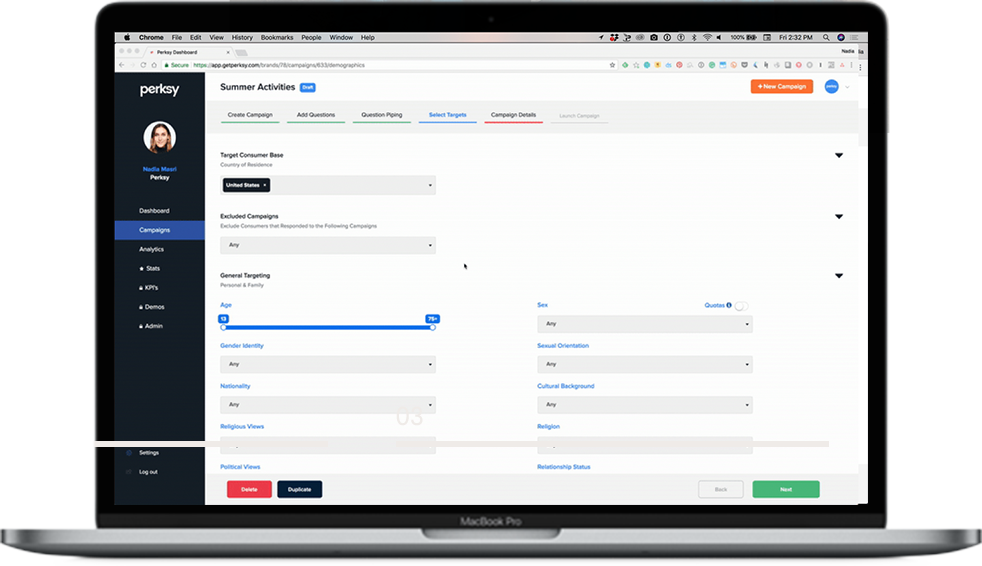 Chrome File Edit View History Bookmarks People Window Help 100% Fri 2:32 PM
Perksy Dashboard × Nadia
Secure https://app.getperksy.com/brands/78/campaigns/633/demographics
perksy
Summer Activities Draft
+ New Campaign
perksy
Nadia Masri
Perksy
Dashboard
Campaigns
Analytics
Stats
KPI's
Demos
Admin
Settings
Log out
Create Campaign Add Questions Question Piping Select Targets Campaign Details Launch Campaign
Target Consumer Base
Country of Residence
United States ×
Excluded Campaigns
Exclude Consumers that Responded to the Following Campaigns
Any
General Targeting
Personal & Family
Age Sex Quotas
13 75+
Any
Gender Identity Sexual Orientation
Any Any
Nationality Cultural Background
Any Any
03
Religious Views Religion
Political Views Relationship Status
Delete Duplicate Back Next
MacBook Pro